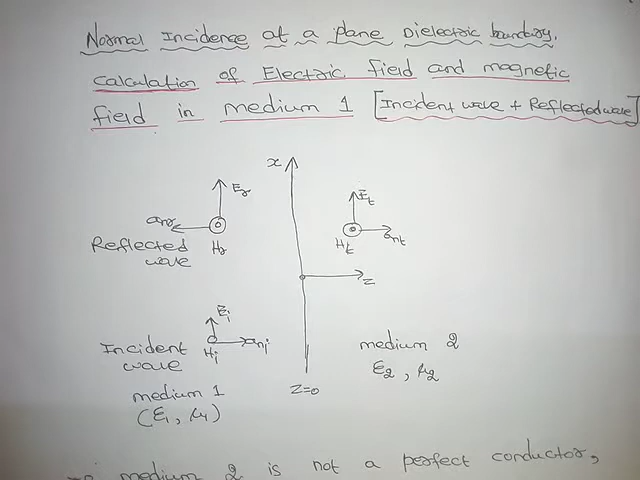 Normal Incidence at a plane Dielectric boundary.
calculation of Electric field and magnetic
field in medium 1 [Incident wave + Reflected wave]
x
Er
anr
Hr
Reflected
wave
Et
Ht
ant
z
Ei
Hi
ani
Incident
wave
medium 1
(ε1, μ1)
z=0
medium 2
ε2, μ2
medium 2 is not a perfect conductor,